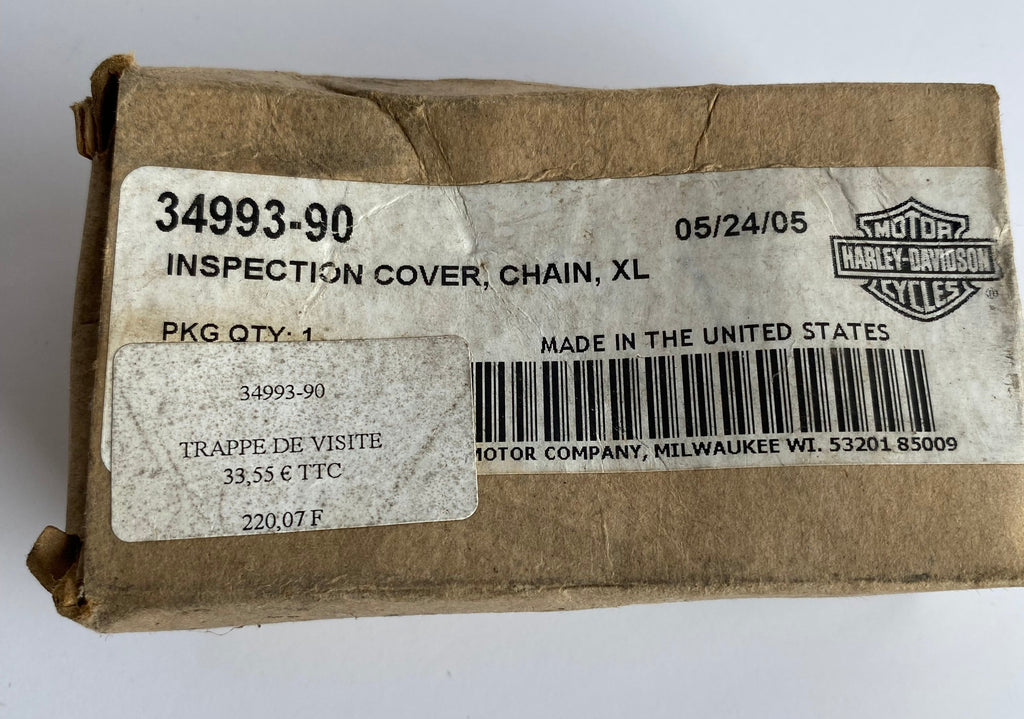 34993-90
05/24/05
INSPECTION COVER, CHAIN, XL
MOTOR
HARLEY-DAVIDSON
CYCLES
PKG QTY: 1
MADE IN THE UNITED STATES
MOTOR COMPANY, MILWAUKEE WI. 53201 85009
34993-90
TRAPPE DE VISITE
33,55 € TTC
220,07 F